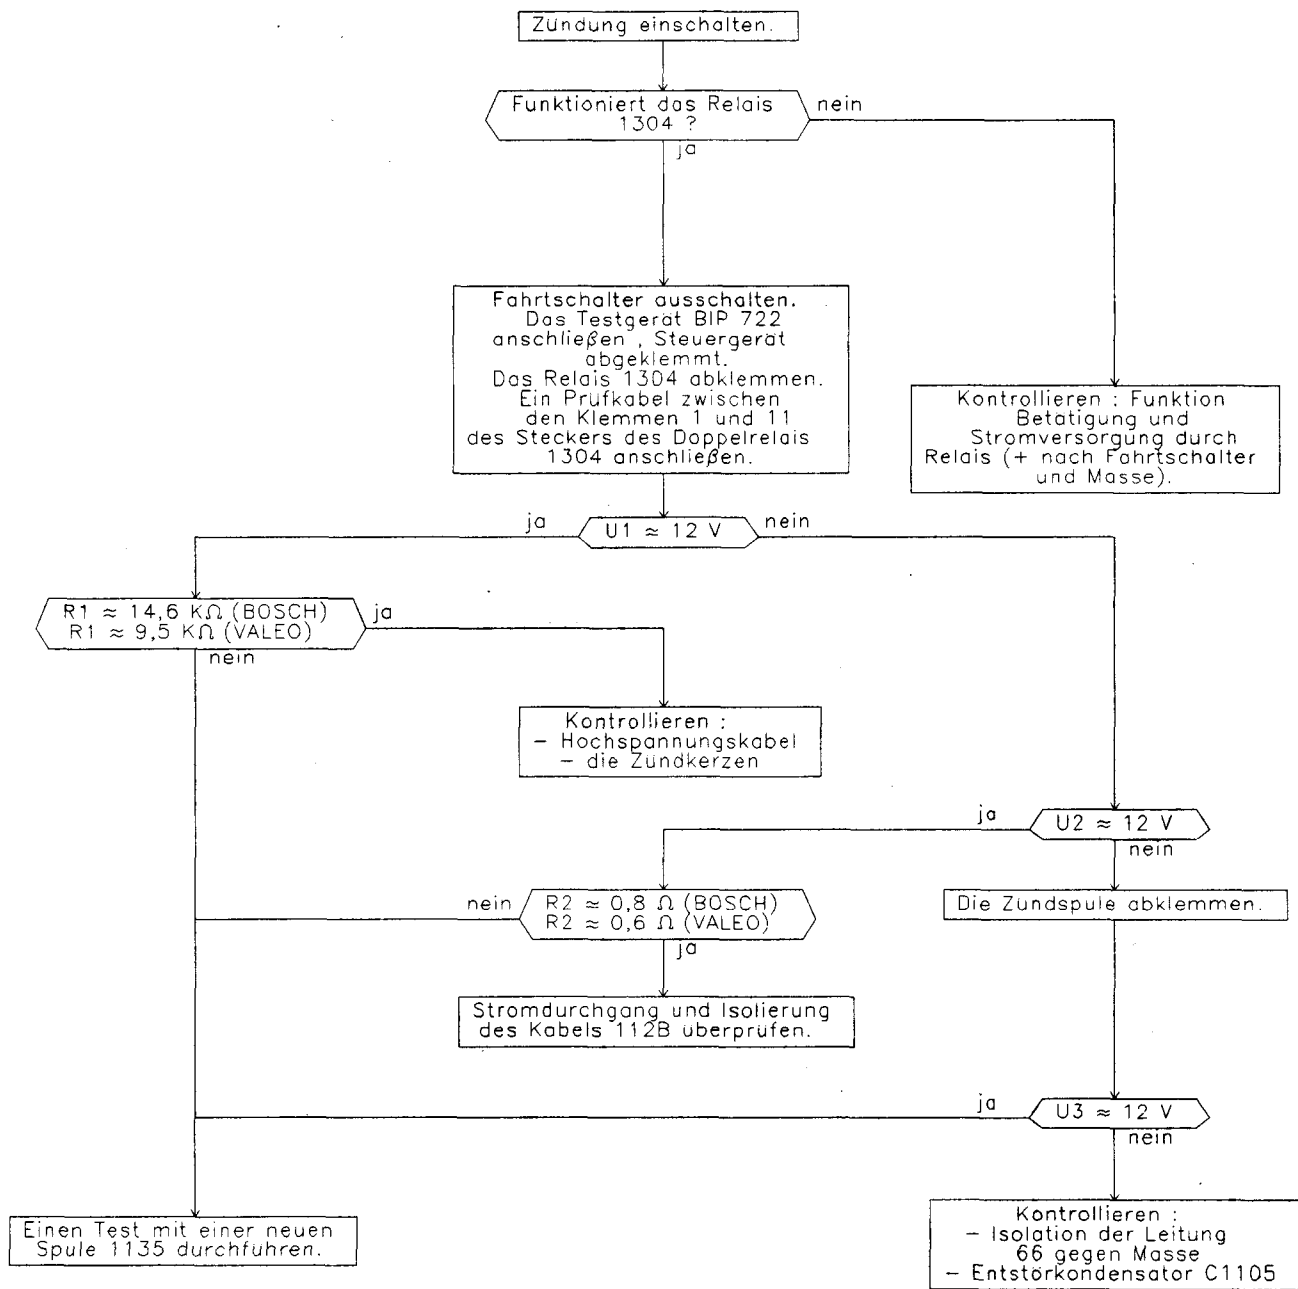 Zündung einschalten.
Funktioniert das Relais
1304 ?
nein
ja
Fahrtschalter ausschalten.
Das Testgerät BIP 722
anschließen , Steuergerät
abgeklemmt.
Das Relais 1304 abklemmen.
Ein Prüfkabel zwischen
den Klemmen 1 und 11
des Steckers des Doppelrelais
1304 anschließen.
Kontrollieren : Funktion
Betätigung und
Stromversorgung durch
Relais (+ nach Fahrtschalter
und Masse).
ja
U1 ≈ 12 V
nein
R1 ≈ 14,6 KΩ (BOSCH)
R1 ≈ 9,5 KΩ (VALEO)
ja
nein
Kontrollieren :
– Hochspannungskabel
– die Zündkerzen
ja
U2 ≈ 12 V
nein
nein
R2 ≈ 0,8 Ω (BOSCH)
R2 ≈ 0,6 Ω (VALEO)
ja
Die Zündspule abklemmen.
Stromdurchgang und Isolierung
des Kabels 112B überprüfen.
ja
U3 ≈ 12 V
nein
Einen Test mit einer neuen
Spule 1135 durchführen.
Kontrollieren :
– Isolation der Leitung
66 gegen Masse
– Entstörkondensator C1105